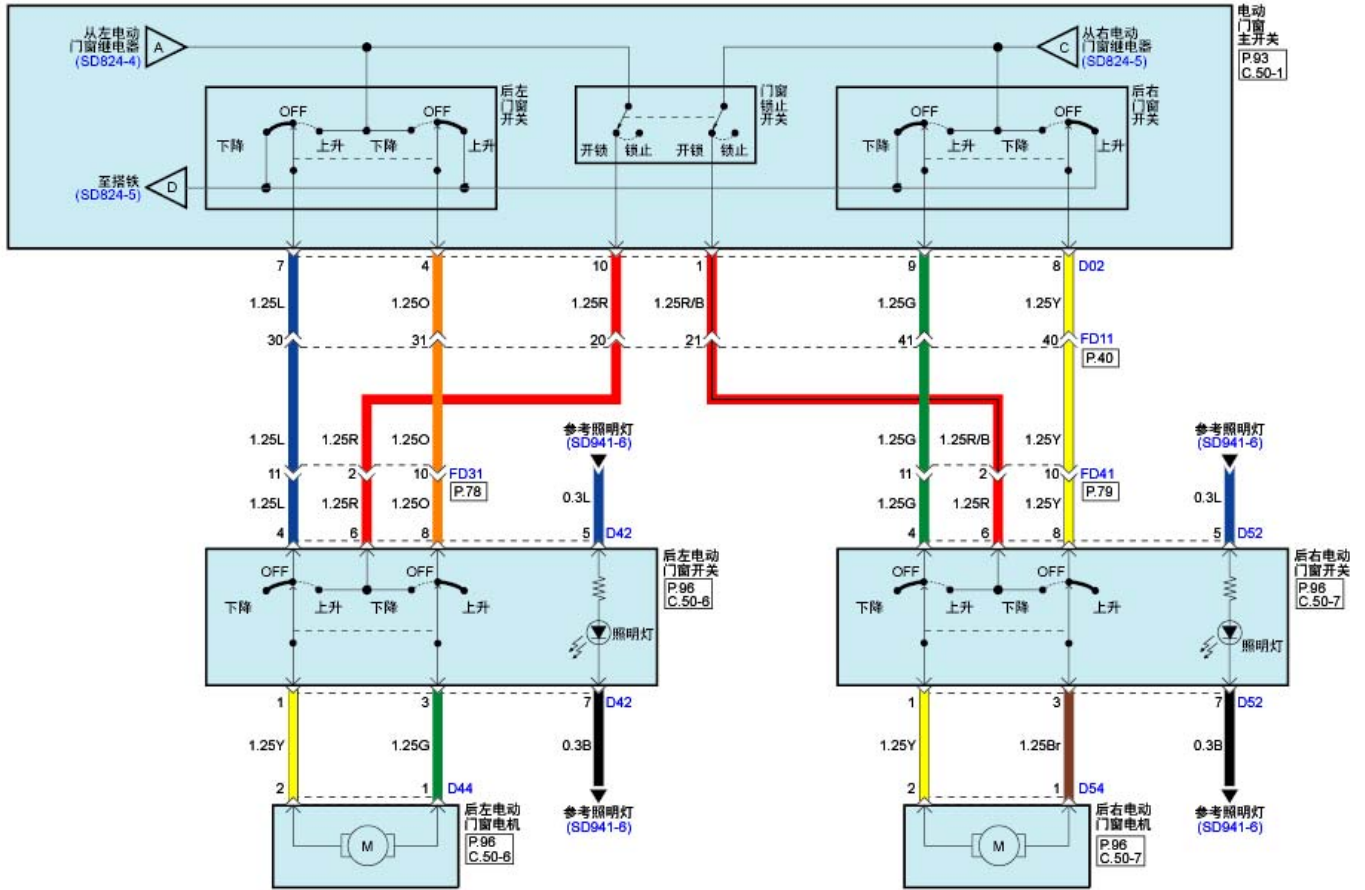 从左电动
门窗继电器
(SD824-4)
A
从右电动
门窗继电器
(SD824-5)
C
电动
门窗
主开关
P.93
C.50-1
后左
门窗
开关
OFF
OFF
下降
上升
下降
上升
门窗
锁止
开关
开锁
锁止
开锁
锁止
后右
门窗
开关
OFF
OFF
下降
上升
下降
上升
至搭铁
(SD824-5)
D
7
4
10
1
9
8
D02
1.25L
1.25O
1.25R
1.25R/B
1.25G
1.25Y
30
31
20
21
41
40
FD11
P.40
1.25L
1.25R
1.25O
参考照明灯
(SD941-6)
1.25G
1.25R/B
1.25Y
参考照明灯
(SD941-6)
11
2
10
FD31
P.78
11
2
10
FD41
P.79
1.25L
1.25R
1.25O
0.3L
1.25G
1.25R
1.25Y
0.3L
4
6
8
5
D42
4
6
8
5
D52
后左电动
门窗开关
P.96
C.50-6
OFF
OFF
下降
上升
下降
上升
照明灯
后右电动
门窗开关
P.96
C.50-7
OFF
OFF
下降
上升
下降
上升
照明灯
1
3
7
D42
1
3
7
D52
1.25Y
1.25G
0.3B
1.25Y
1.25Br
0.3B
2
1
D44
2
1
D54
后左电动
门窗电机
P.96
C.50-6
M
参考照明灯
(SD941-6)
后右电动
门窗电机
P.96
C.50-7
M
参考照明灯
(SD941-6)